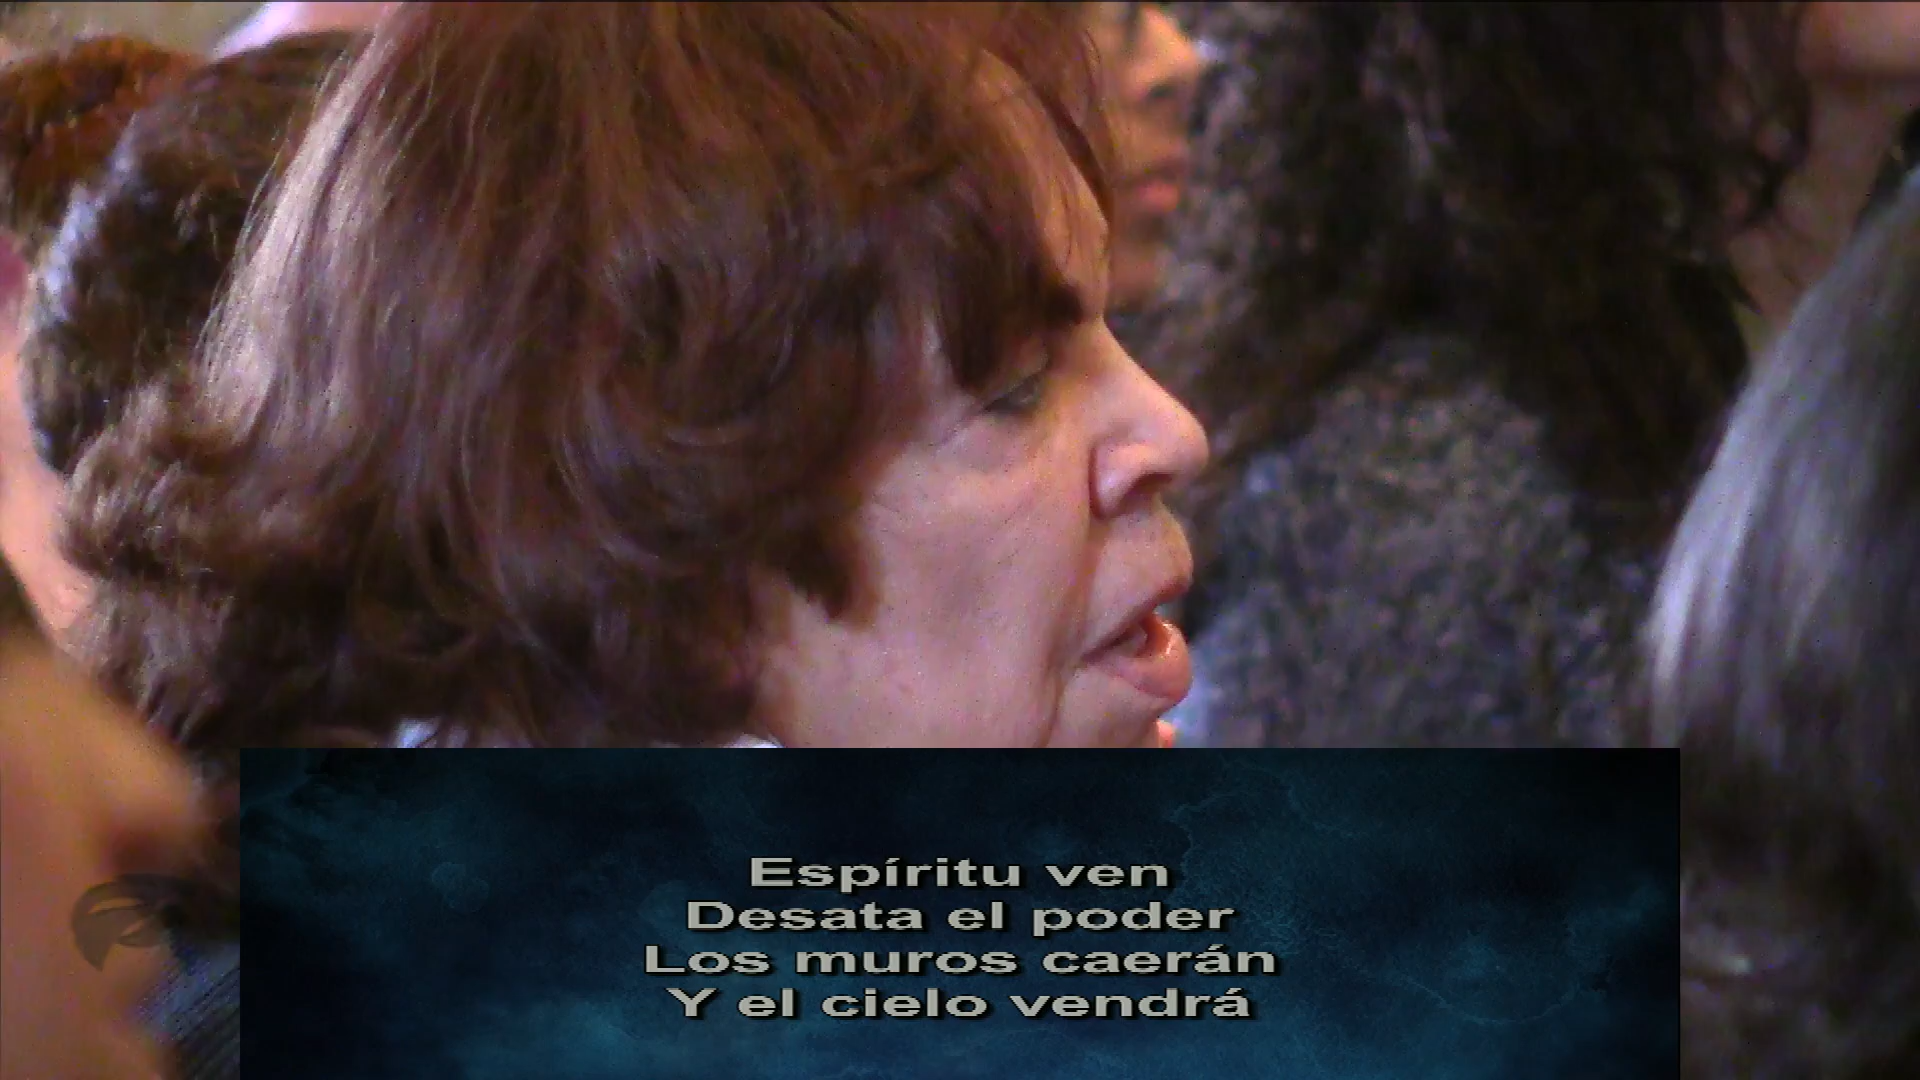 Espíritu ven
Desata el poder
Los muros caerán
Y el cielo vendrá